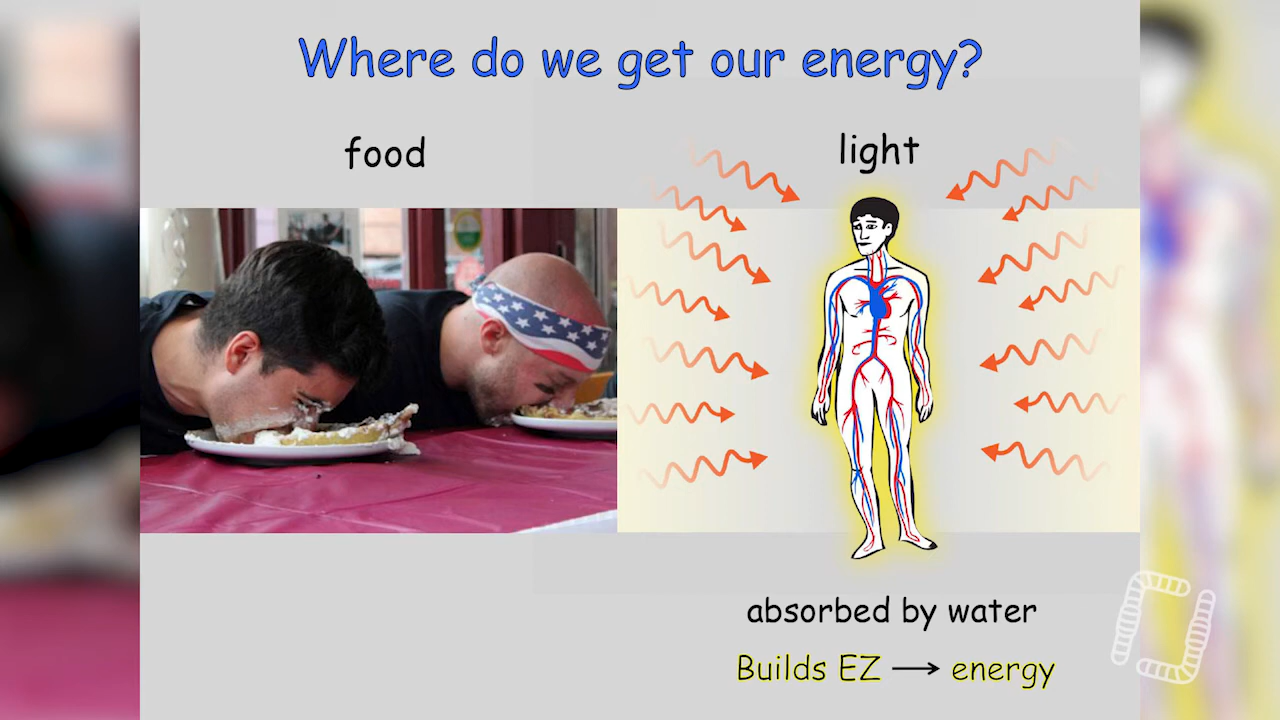 Where do we get our energy?
food
light
absorbed by water
Builds EZ → energy